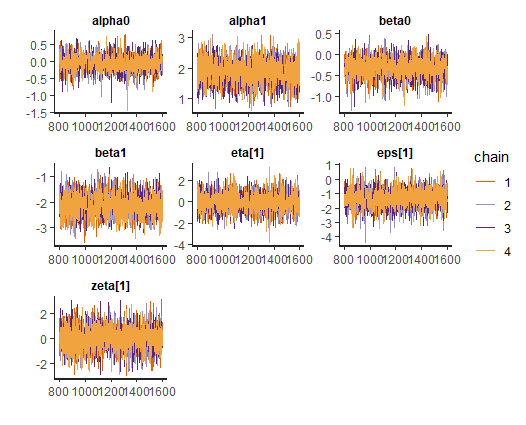 alpha0 alpha1 beta0
0.5 0.0 -0.5 -1.0 -1.5
800 1000 1200 1400 1600
3 2 1
800 1000 1200 1400 1600
0.5 0.0 -0.5 -1.0
800 1000 1200 1400 1600
beta1 eta[1] eps[1]
-1 -2 -3
800 1000 1200 1400 1600
2 0 -2 -4
800 1000 1200 1400 1600
1 0 -1 -2 -3 -4
800 1000 1200 1400 1600
chain
1
2
3
4
zeta[1]
2 0 -2
800 1000 1200 1400 1600